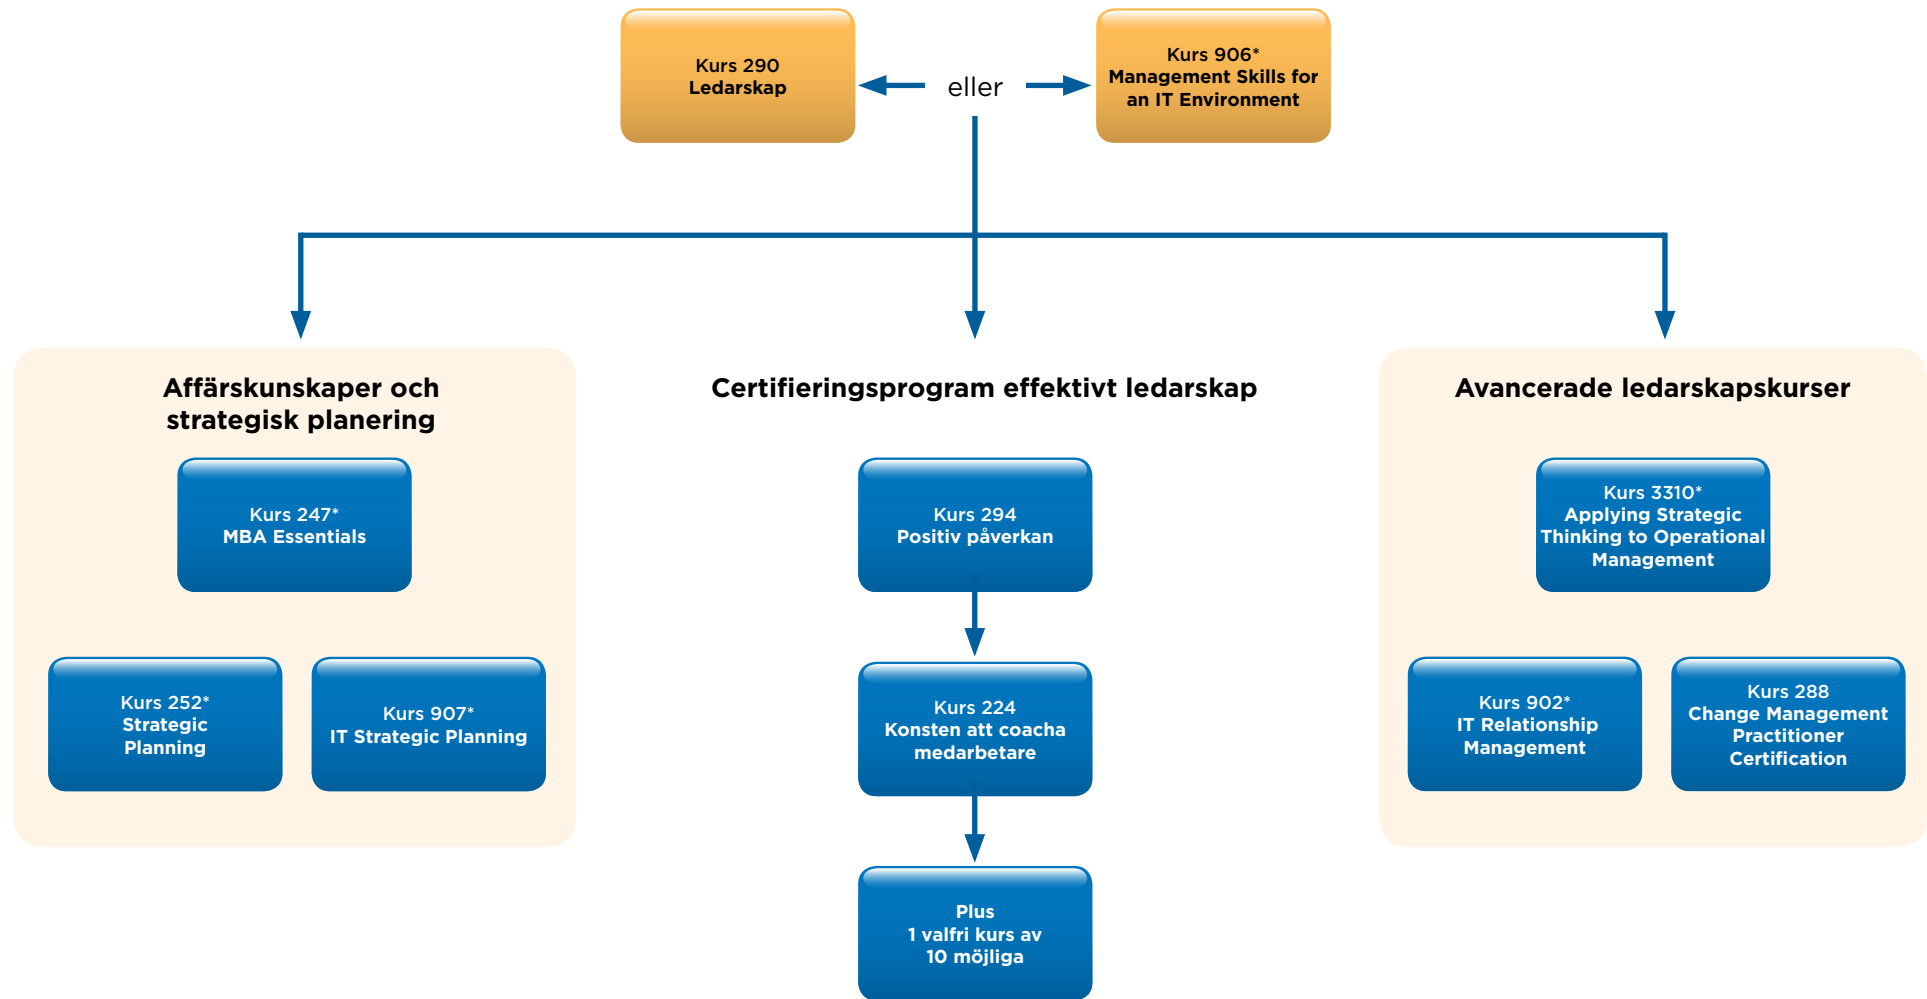 Kurs 290
Ledarskap
eller
Kurs 906*
Management Skills for
an IT Environment
Affärskunskaper och
strategisk planering
Kurs 247*
MBA Essentials
Kurs 252*
Strategic
Planning
Kurs 907*
IT Strategic Planning
Certifieringsprogram effektivt ledarskap
Kurs 294
Positiv påverkan
Kurs 224
Konsten att coacha
medarbetare
Plus
1 valfri kurs av
10 möjliga
Avancerade ledarskapskurser
Kurs 3310*
Applying Strategic
Thinking to Operational
Management
Kurs 902*
IT Relationship
Management
Kurs 288
Change Management
Practitioner
Certification